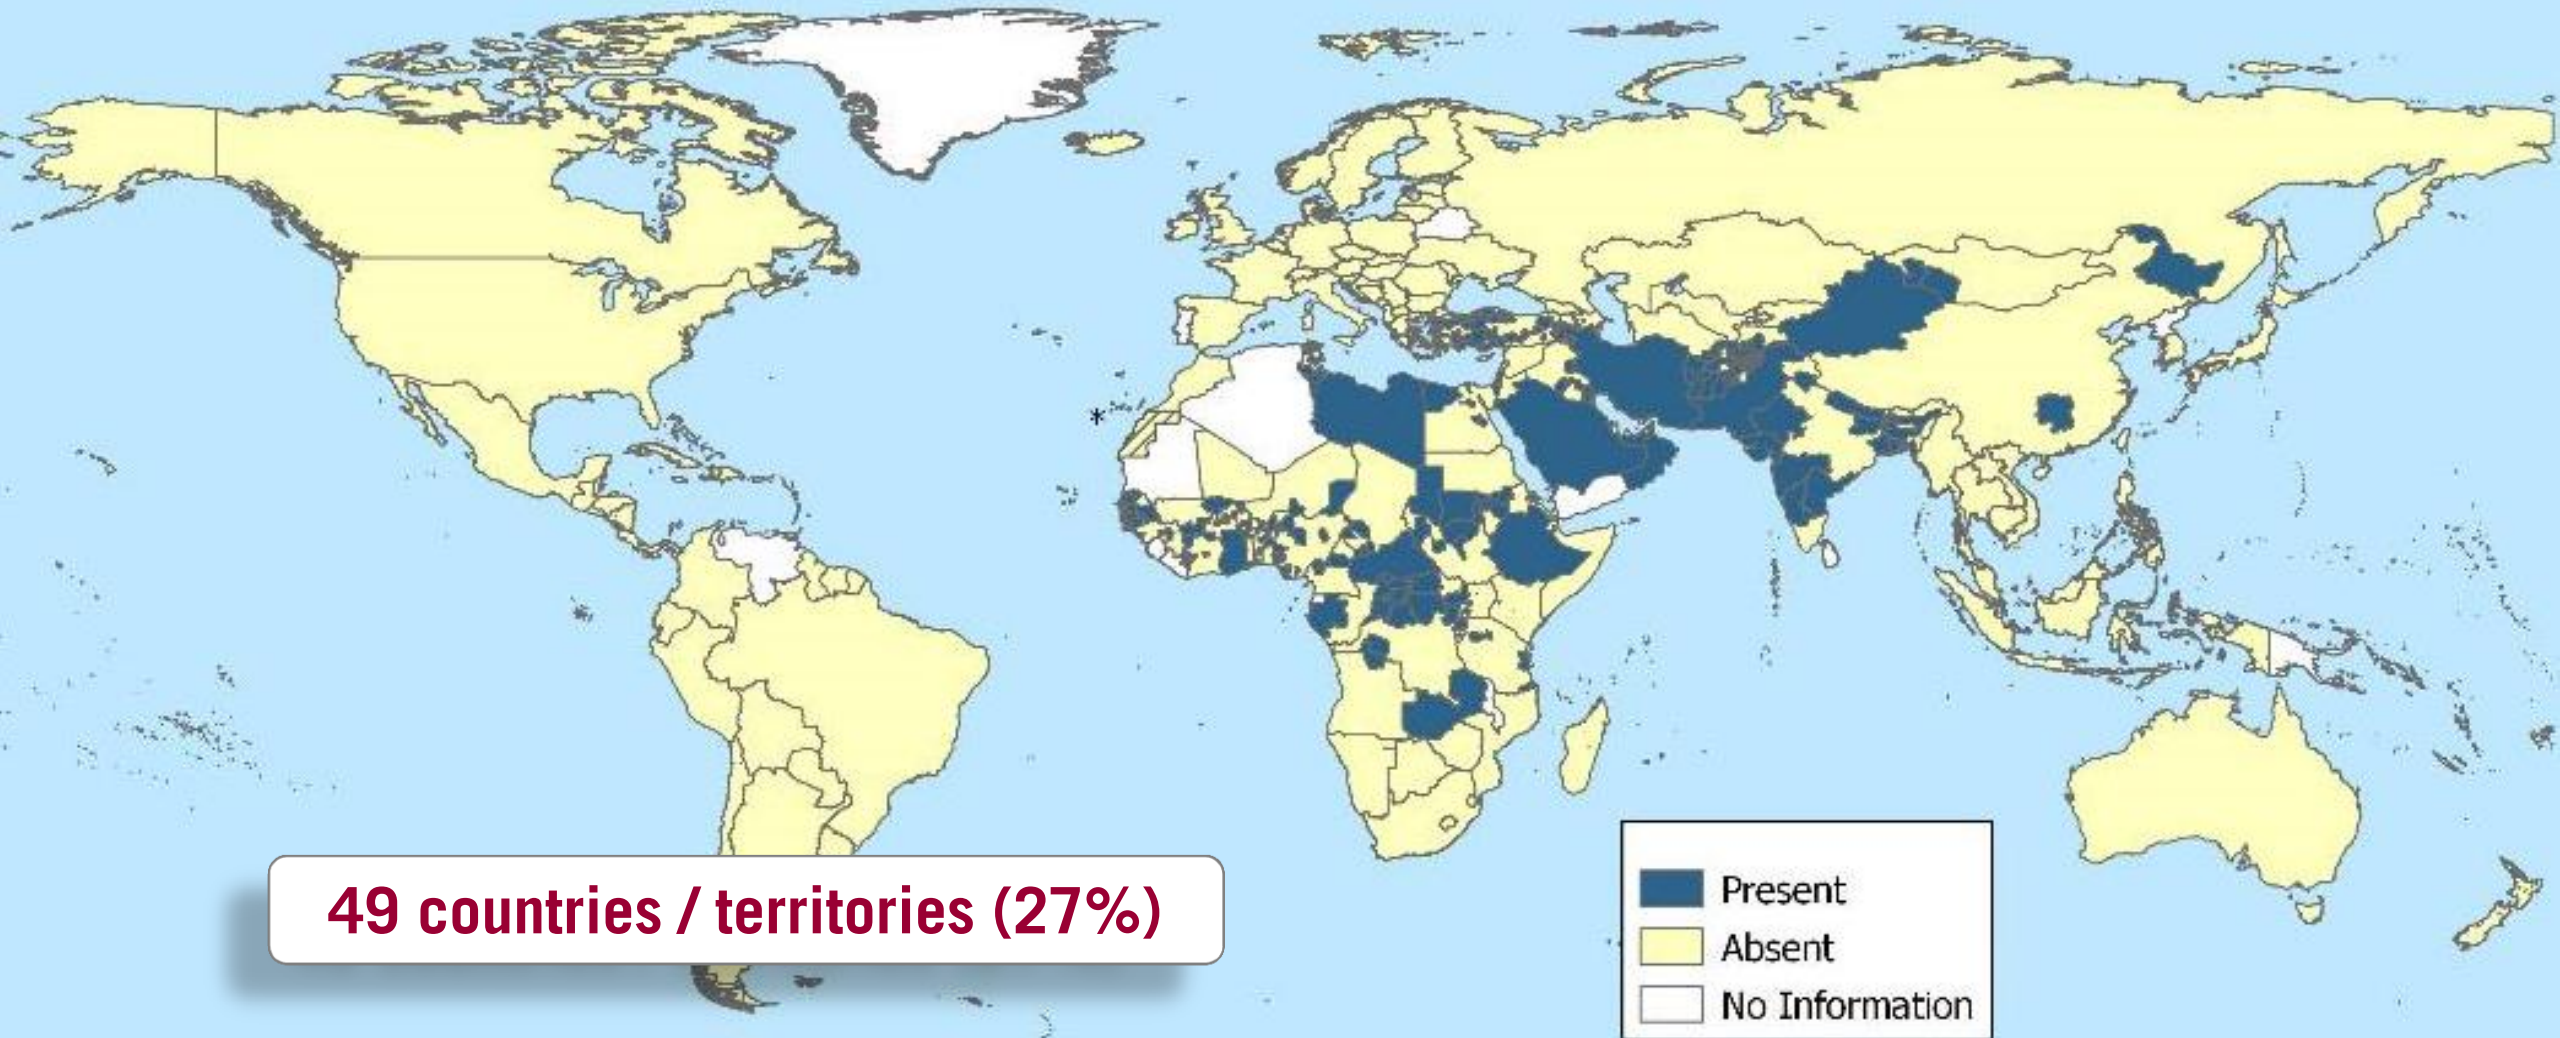 *
49 countries / territories (27%)
Present
Absent
No Information